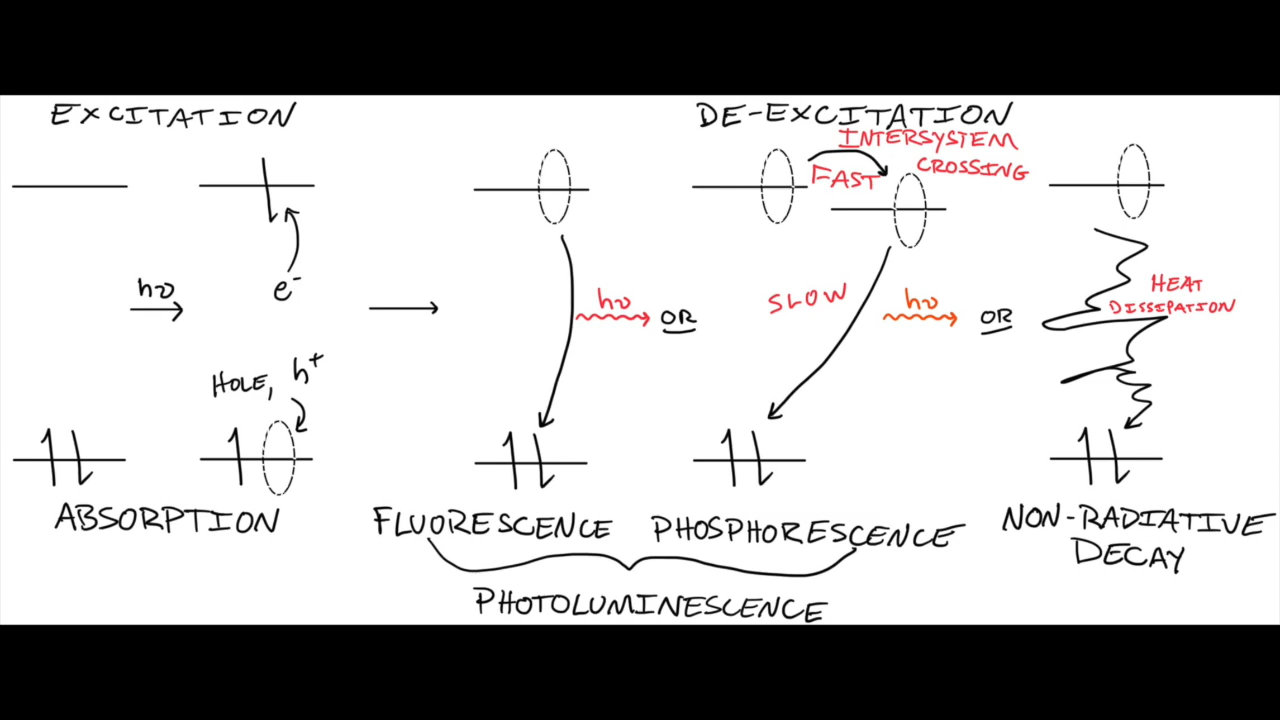 EXCITATION
DE-EXCITATION
INTERSYSTEM
CROSSING
FAST
hν
e⁻
HOLE, h⁺
hν
OR
SLOW
hν
OR
HEAT
DISSIPATION
ABSORPTION
FLUORESCENCE
PHOSPHORESCENCE
NON-RADIATIVE
DECAY
PHOTOLUMINESCENCE